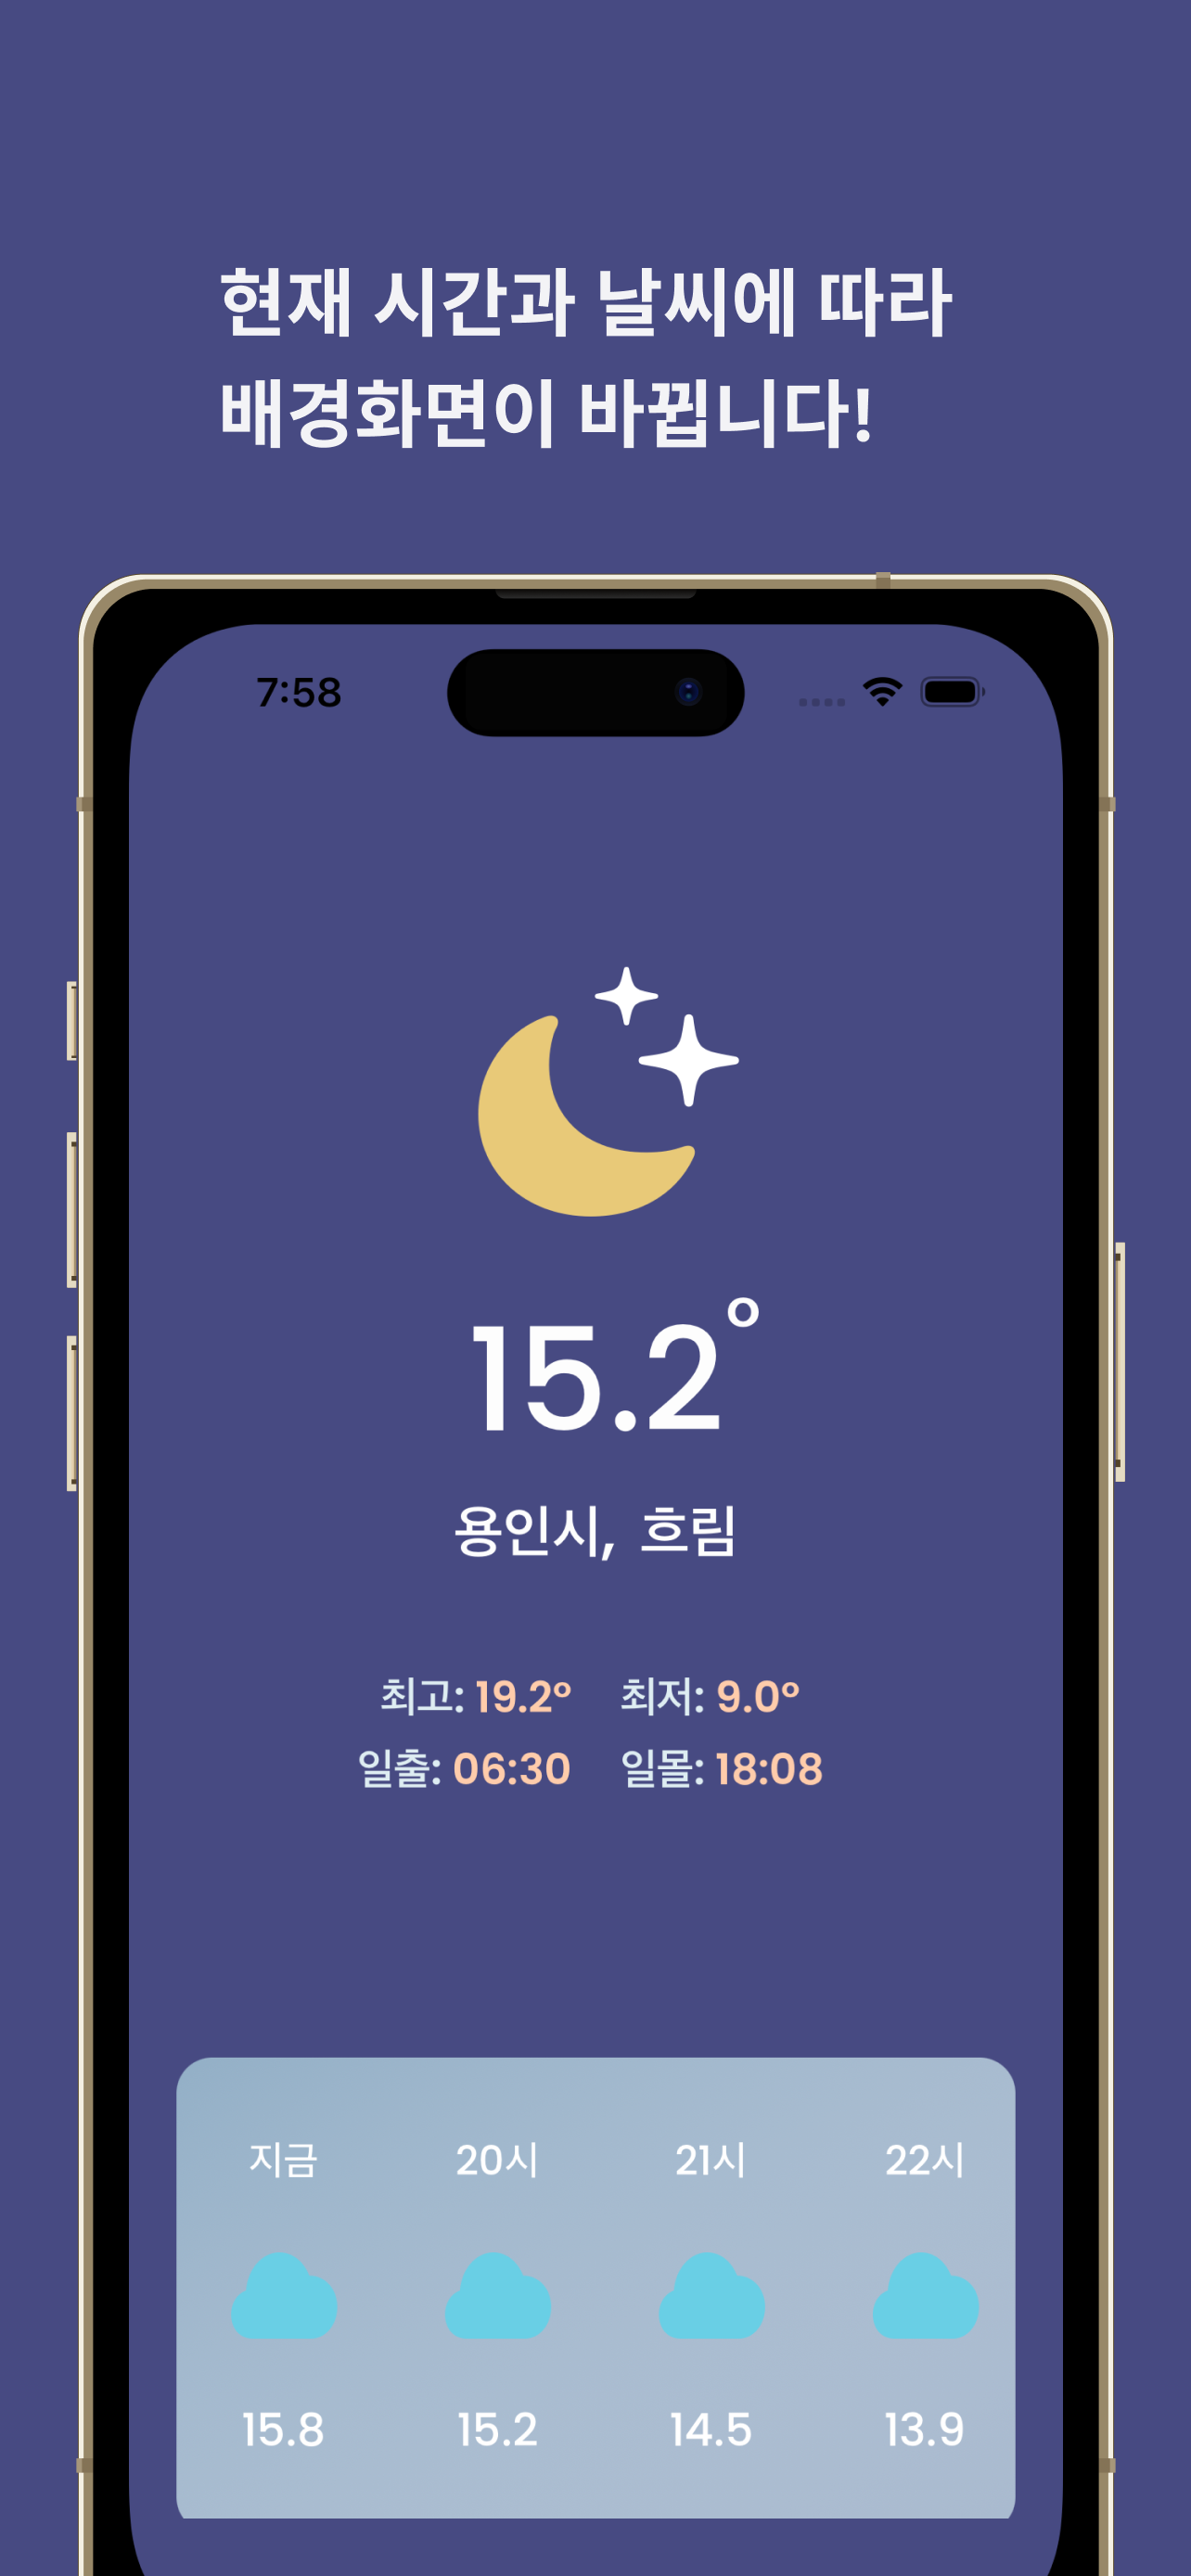 현재 시간과 날씨에 따라
배경화면이 바뀝니다!
7:58
15.2°
용인시, 흐림
최고: 19.2° 최저: 9.0°
일출: 06:30 일몰: 18:08
지금 20시 21시 22시
15.8 15.2 14.5 13.9